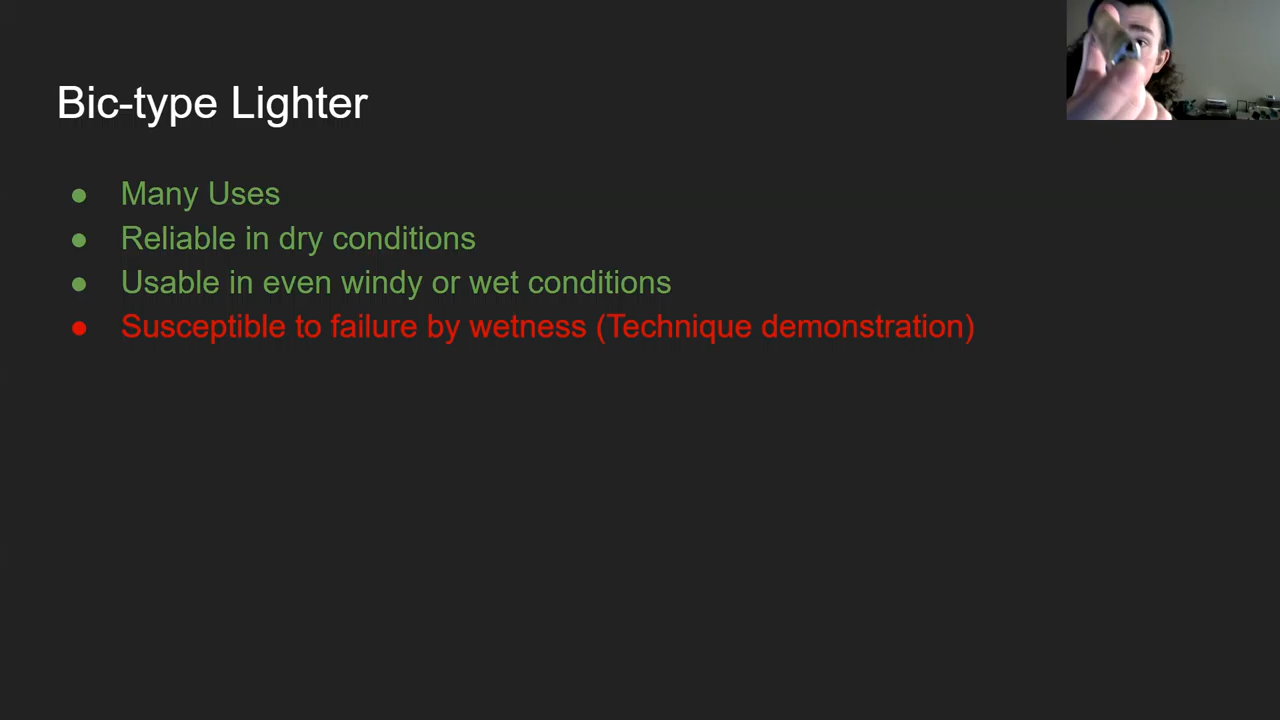 Bic-type Lighter
● Many Uses
● Reliable in dry conditions
● Usable in even windy or wet conditions
● Susceptible to failure by wetness (Technique demonstration)